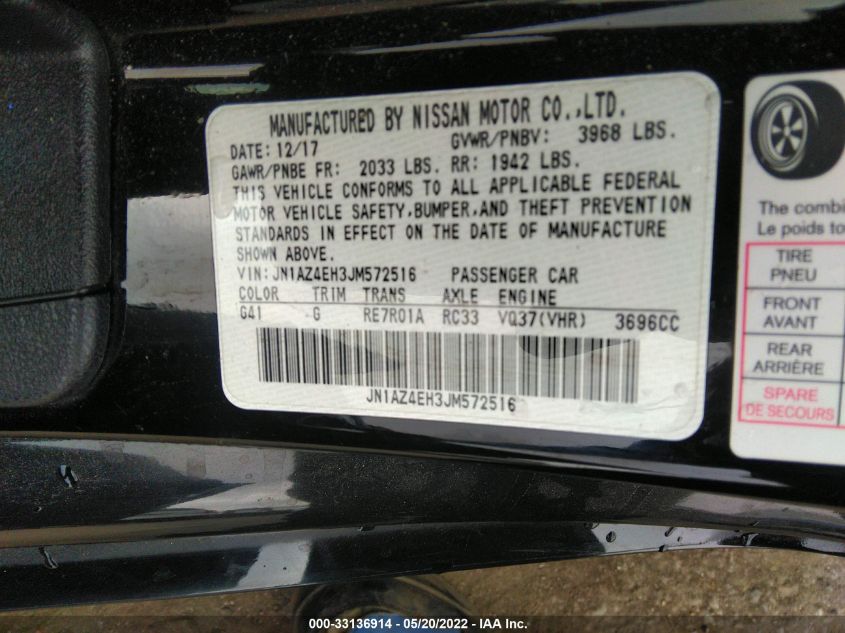 MANUFACTURED BY NISSAN MOTOR CO.,LTD.
DATE: 12/17 GVWR/PNBV: 3968 LBS.
GAWR/PNBE FR: 2033 LBS. RR: 1942 LBS.
THIS VEHICLE CONFORMS TO ALL APPLICABLE FEDERAL
MOTOR VEHICLE SAFETY,BUMPER,AND THEFT PREVENTION
STANDARDS IN EFFECT ON THE DATE OF MANUFACTURE
SHOWN ABOVE.
VIN:JN1AZ4EH3JM572516 PASSENGER CAR
COLOR TRIM TRANS AXLE ENGINE
G41 G RE7R01A RC33 VQ37(VHR) 3696CC
JN1AZ4EH3JM572516
The combi
Le poids to
TIRE
PNEU
FRONT
AVANT
REAR
ARRIÈRE
SPARE
DE SECOURS
000-33136914 - 05/20/2022 - IAA Inc.